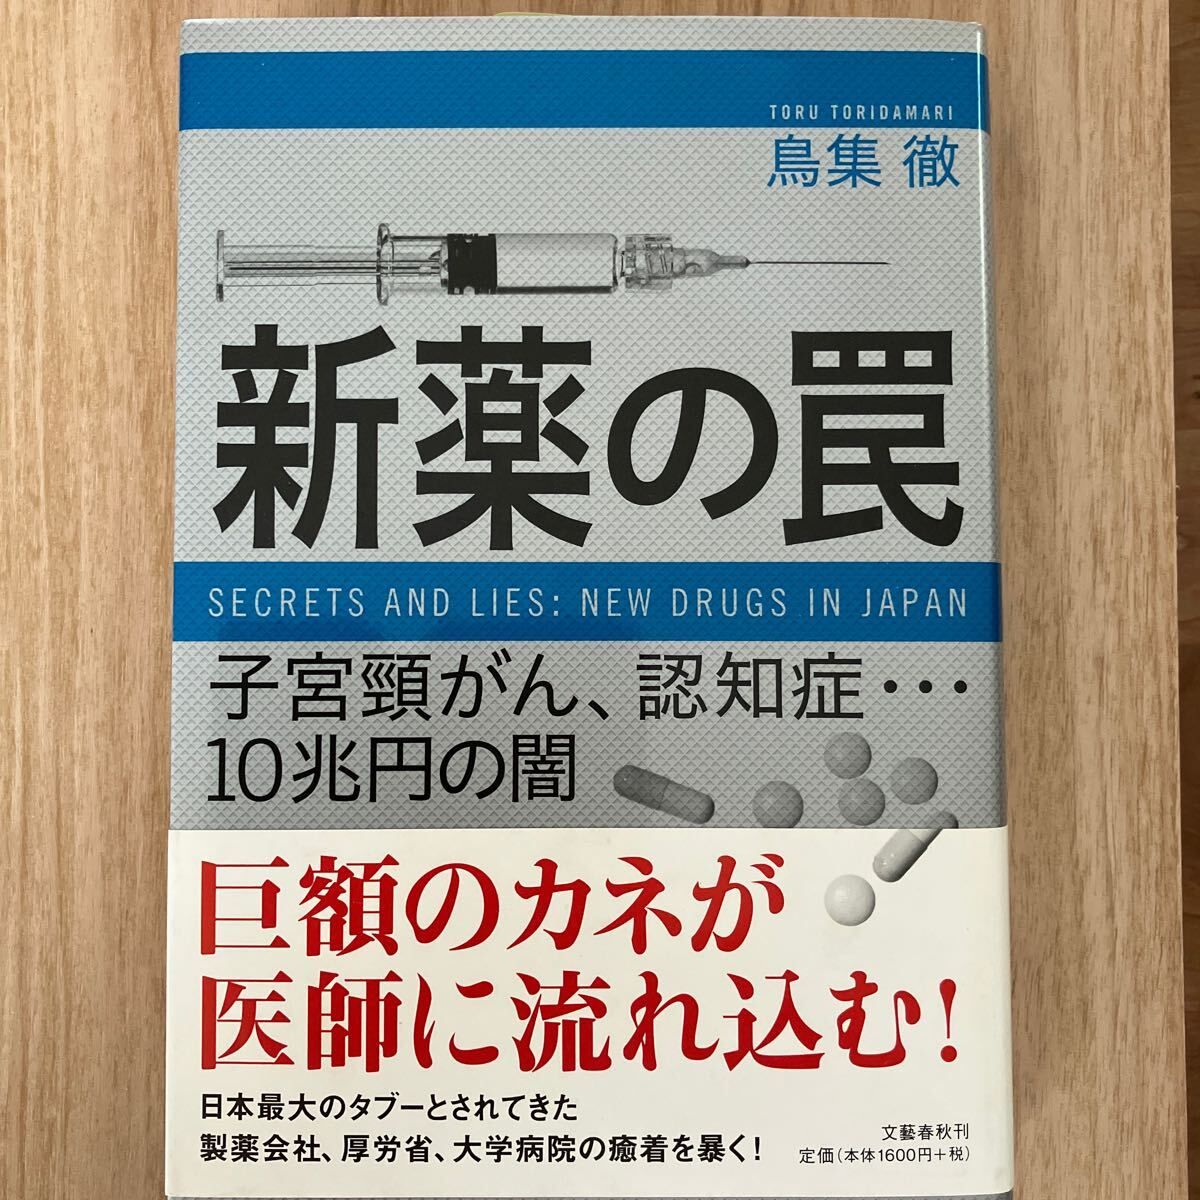 TORU TORIDAMARI
鳥集 徹
新薬の罠
SECRETS AND LIES: NEW DRUGS IN JAPAN
子宮頸がん、認知症・・・
10兆円の闇
巨額のカネが
医師に流れ込む!
日本最大のタブーとされてきた
製薬会社、厚労省、大学病院の癒着を暴く!
文藝春秋刊
定価(本体1600円+税)